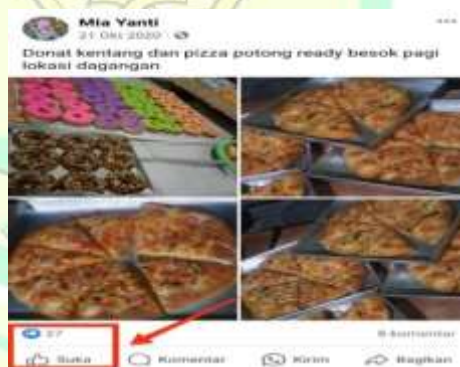 Mia Yanti
21 Okt 2020
Donat kentang dan pizza potong ready besok pagi
lokasi dagangan
27
8 komentar
Suka Komentar Kirim Bagikan